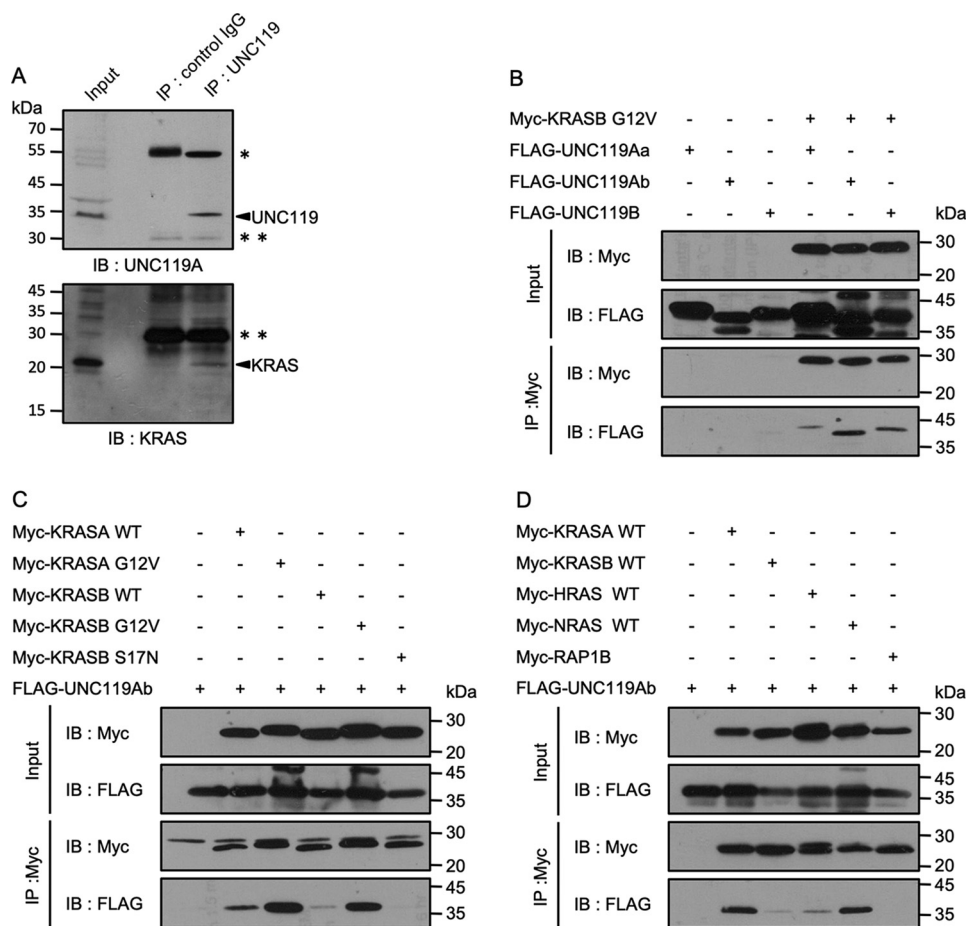 A
Input
IP : control IgG
IP : UNC119
kDa
70
55
*
45
35
UNC119
30
* *
IB : UNC119A
45
35
30
* *
20
KRAS
15
IB : KRAS
B
Myc-KRASB G12V - - - + + +
FLAG-UNC119Aa + - - + - -
FLAG-UNC119Ab - + - - + -
FLAG-UNC119B - - + - - + kDa
Input
IB : Myc
30
20
IB : FLAG
45
35
IP :Myc
IB : Myc
30
20
IB : FLAG
45
35
C
Myc-KRASA WT - + - - - -
Myc-KRASA G12V - - + - - -
Myc-KRASB WT - - - + - -
Myc-KRASB G12V - - - - + -
Myc-KRASB S17N - - - - - +
FLAG-UNC119Ab + + + + + + kDa
Input
IB : Myc
30
20
IB : FLAG
45
35
IP :Myc
IB : Myc
30
20
IB : FLAG
45
35
D
Myc-KRASA WT - + - - - -
Myc-KRASB WT - - + - - -
Myc-HRAS WT - - - + - -
Myc-NRAS WT - - - - + -
Myc-RAP1B - - - - - +
FLAG-UNC119Ab + + + + + + kDa
Input
IB : Myc
30
20
IB : FLAG
45
35
IP :Myc
IB : Myc
30
20
IB : FLAG
45
35